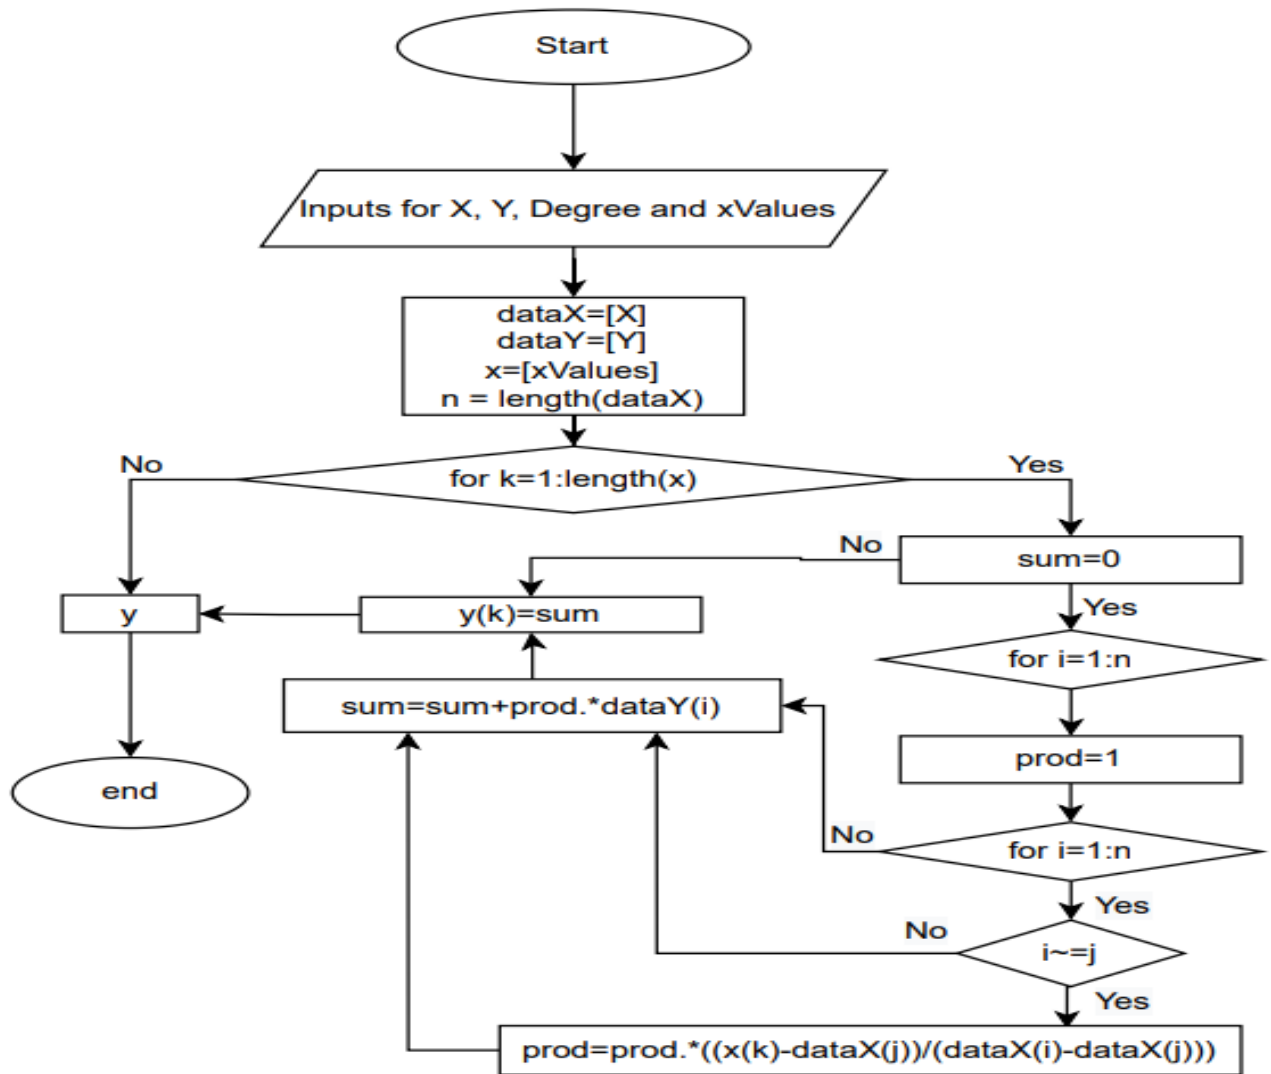 Start
Inputs for X, Y, Degree and xValues
dataX=[X]
dataY=[Y]
x=[xValues]
n = length(dataX)
No
for k=1:length(x)
Yes
No
sum=0
Yes
y
y(k)=sum
for i=1:n
sum=sum+prod.*dataY(i)
prod=1
end
No
for i=1:n
Yes
No
i~=j
Yes
prod=prod.*((x(k)-dataX(j))/(dataX(i)-dataX(j)))